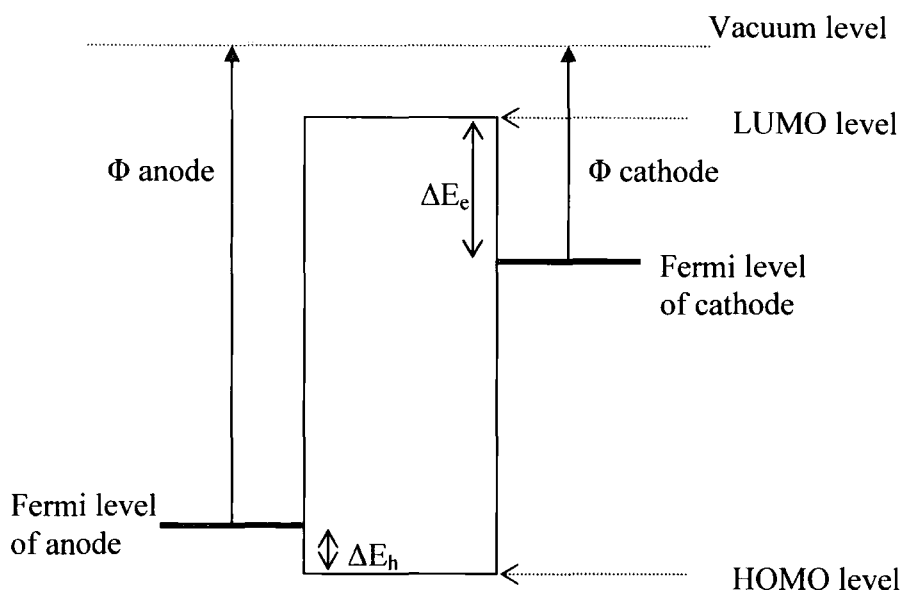 Vacuum level
LUMO level
Φ anode
Φ cathode
ΔEₑ
Fermi level
of cathode
Fermi level
of anode
ΔEₕ
HOMO level